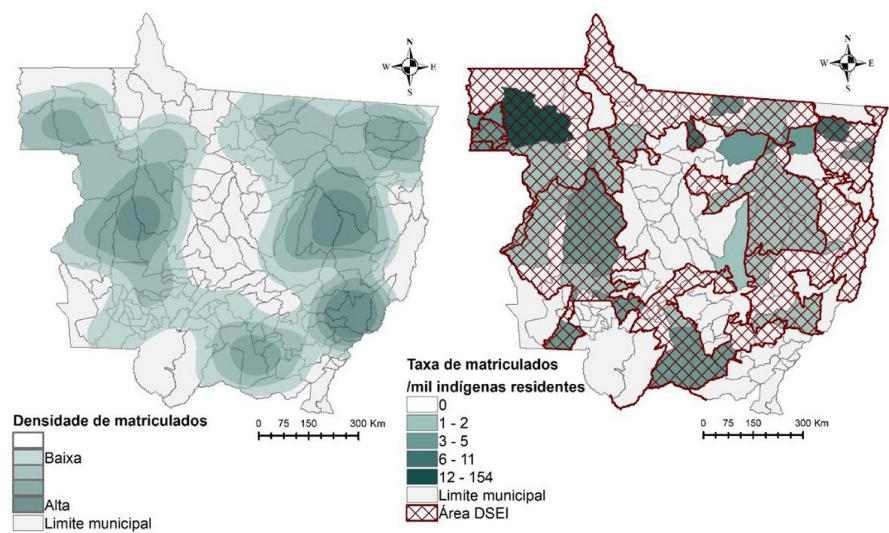 N
W E
S
Densidade de matriculados
Baixa
Alta
Limite municipal
0 75 150 300 Km
N
W E
S
Taxa de matriculados
/mil indígenas residentes
0
1 - 2
3 - 5
6 - 11
12 - 154
Limite municipal
Área DSEI
0 75 150 300 Km